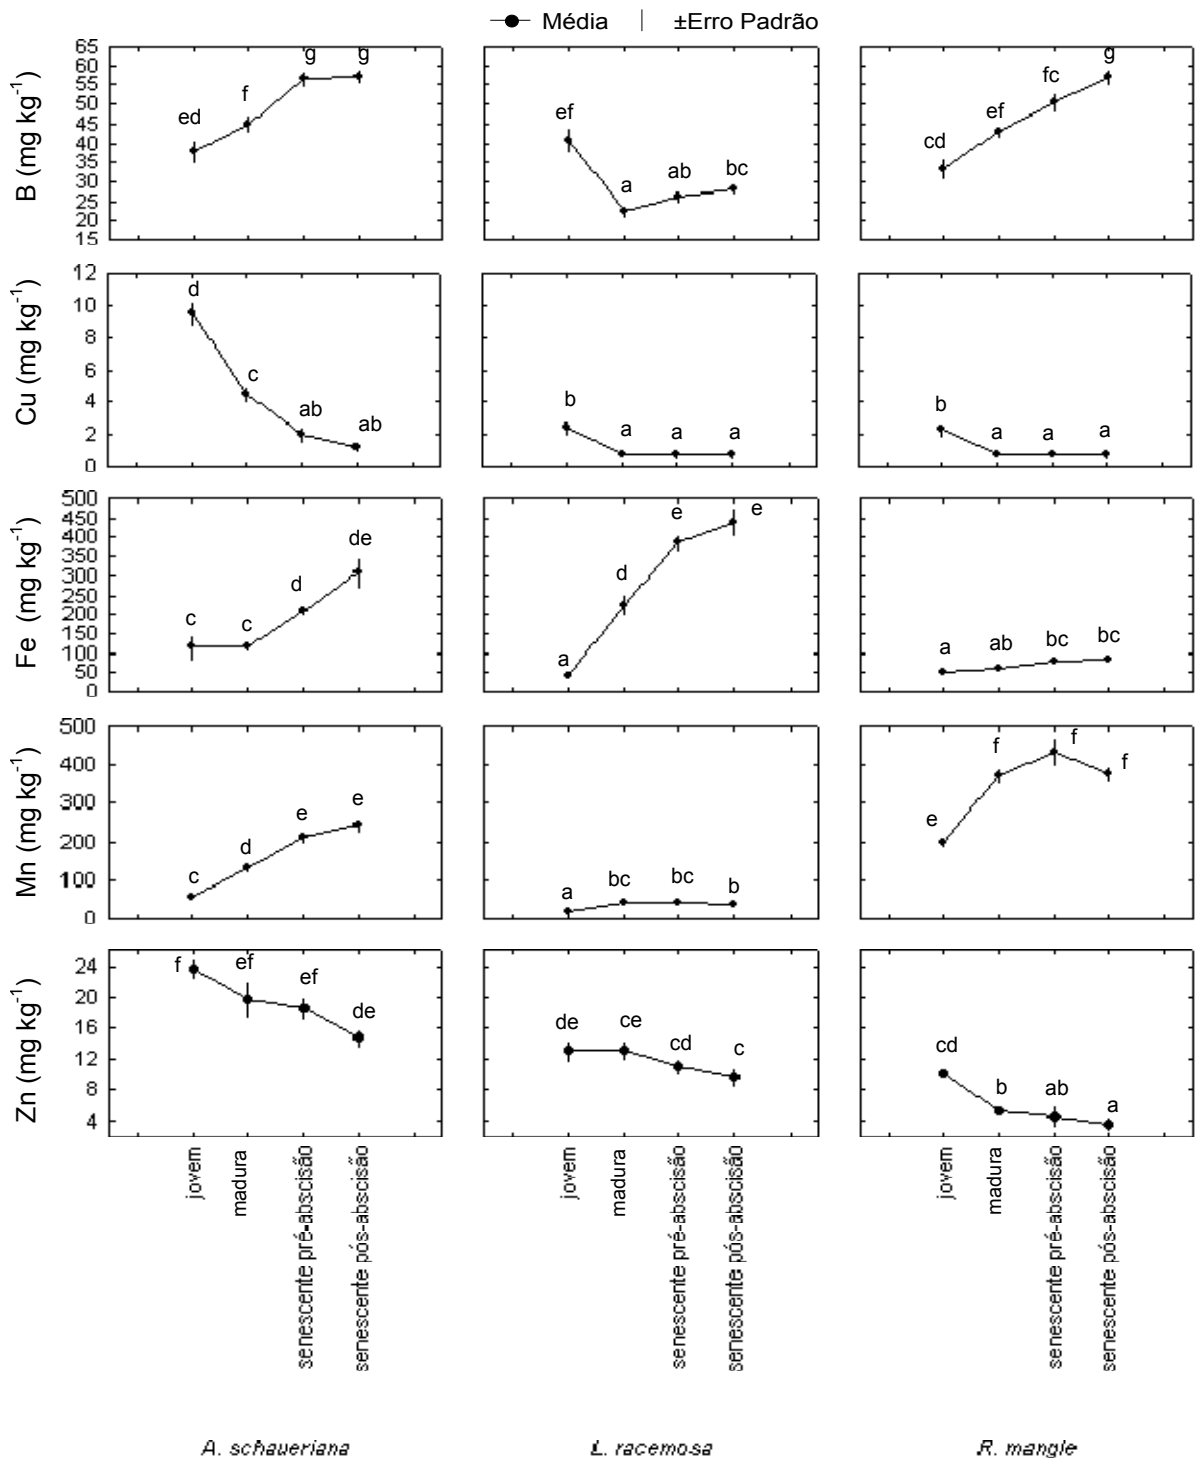 Média ±Erro Padrão
B (mg kg-1)
65
60
55
50
45
40
35
30
25
20
15
ed
f
g
g
ef
a
ab
bc
cd
ef
fc
g
Cu (mg kg-1)
12
10
8
6
4
2
0
d
c
ab
ab
b
a
a
a
b
a
a
a
Fe (mg kg-1)
500
450
400
350
300
250
200
150
100
50
0
c
c
d
de
a
d
e
e
a
ab
bc
bc
Mn (mg kg-1)
500
400
300
200
100
0
c
d
e
e
a
bc
bc
b
e
f
f
f
Zn (mg kg-1)
24
20
16
12
8
4
f
ef
ef
de
de
ce
cd
c
cd
b
ab
a
jovem
madura
senescente pré-abscisão
senescente pós-abscisão
jovem
madura
senescente pré-abscisão
senescente pós-abscisão
jovem
madura
senescente pré-abscisão
senescente pós-abscisão
A. schaueriana
L. racemosa
R. mangle